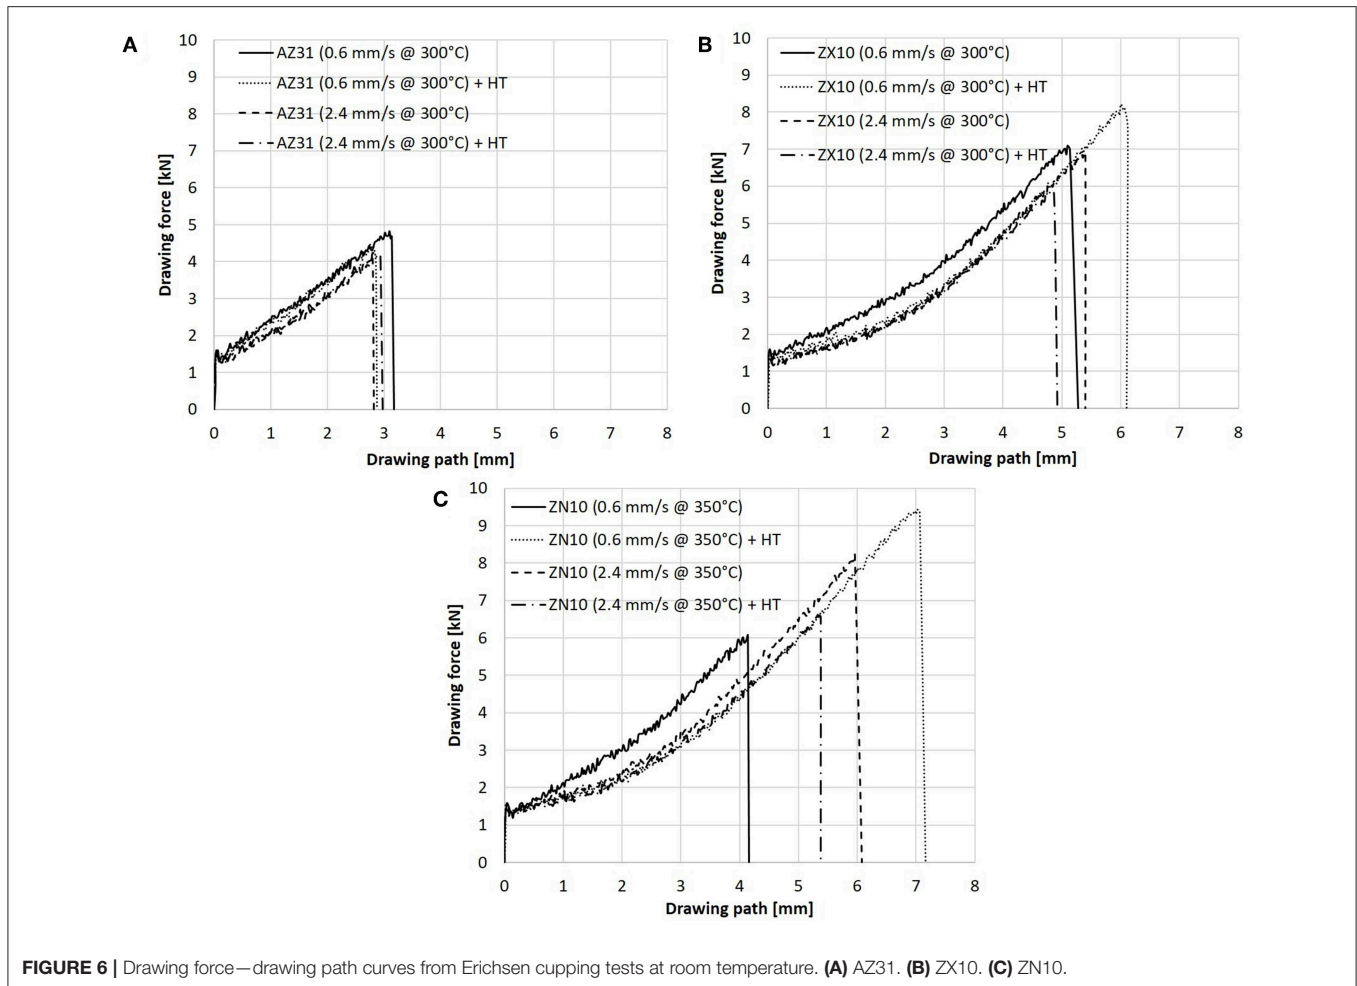 A
10
9
8
7
6
5
4
3
2
1
0
Drawing force [kN]
AZ31 (0.6 mm/s @ 300°C)
AZ31 (0.6 mm/s @ 300°C) + HT
AZ31 (2.4 mm/s @ 300°C)
AZ31 (2.4 mm/s @ 300°C) + HT
0 1 2 3 4 5 6 7 8
Drawing path [mm]
B
10
9
8
7
6
5
4
3
2
1
0
Drawing force [kN]
ZX10 (0.6 mm/s @ 300°C)
ZX10 (0.6 mm/s @ 300°C) + HT
ZX10 (2.4 mm/s @ 300°C)
ZX10 (2.4 mm/s @ 300°C) + HT
0 1 2 3 4 5 6 7 8
Drawing path [mm]
C
10
9
8
7
6
5
4
3
2
1
0
Drawing force [kN]
ZN10 (0.6 mm/s @ 350°C)
ZN10 (0.6 mm/s @ 350°C) + HT
ZN10 (2.4 mm/s @ 350°C)
ZN10 (2.4 mm/s @ 350°C) + HT
0 1 2 3 4 5 6 7 8
Drawing path [mm]
FIGURE 6 | Drawing force—drawing path curves from Erichsen cupping tests at room temperature. (A) AZ31. (B) ZX10. (C) ZN10.